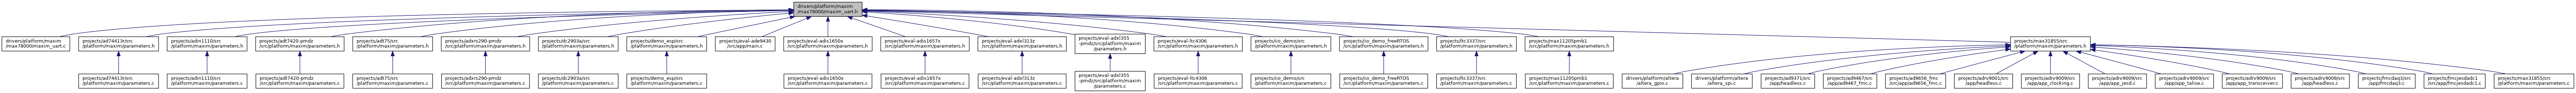 drivers/platform/maxim
/max78000/maxim_uart.h
drivers/platform/maxim
/max78000/maxim_uart.c
projects/ad74413r/src
/platform/maxim/parameters.h
projects/adin1110/src
/platform/maxim/parameters.h
projects/adt7420-pmdz
/src/platform/maxim/parameters.h
projects/adt75/src
/platform/maxim/parameters.h
projects/adxrs290-pmdz
/src/platform/maxim/parameters.h
projects/dc2903a/src
/platform/maxim/parameters.h
projects/demo_esp/src
/platform/maxim/parameters.h
projects/eval-ade9430
/src/app/main.c
projects/eval-adis1650x
/src/platform/maxim/parameters.h
projects/eval-adis1657x
/src/platform/maxim/parameters.h
projects/eval-adxl313z
/src/platform/maxim/parameters.h
projects/eval-adxl355
-pmdz/src/platform/maxim
/parameters.h
projects/eval-ltc4306
/src/platform/maxim/parameters.h
projects/iio_demo/src
/platform/maxim/parameters.h
projects/iio_demo_freeRTOS
/src/platform/maxim/parameters.h
projects/ltc3337/src
/platform/maxim/parameters.h
projects/max11205pmb1
/src/platform/maxim/parameters.h
projects/max31855/src
/platform/maxim/parameters.h
projects/ad74413r/src
/platform/maxim/parameters.c
projects/adin1110/src
/platform/maxim/parameters.c
projects/adt7420-pmdz
/src/platform/maxim/parameters.c
projects/adt75/src
/platform/maxim/parameters.c
projects/adxrs290-pmdz
/src/platform/maxim/parameters.c
projects/dc2903a/src
/platform/maxim/parameters.c
projects/demo_esp/src
/platform/maxim/parameters.c
projects/eval-adis1650x
/src/platform/maxim/parameters.c
projects/eval-adis1657x
/src/platform/maxim/parameters.c
projects/eval-adxl313z
/src/platform/maxim/parameters.c
projects/eval-adxl355
-pmdz/src/platform/maxim
/parameters.c
projects/eval-ltc4306
/src/platform/maxim/parameters.c
projects/iio_demo/src
/platform/maxim/parameters.c
projects/iio_demo_freeRTOS
/src/platform/maxim/parameters.c
projects/ltc3337/src
/platform/maxim/parameters.c
projects/max11205pmb1
/src/platform/maxim/parameters.c
drivers/platform/altera
/altera_gpio.c
drivers/platform/altera
/altera_spi.c
projects/ad9371/src
/app/headless.c
projects/ad9467/src
/app/ad9467_fmc.c
projects/ad9656_fmc
/src/app/ad9656_fmc.c
projects/adrv9001/src
/app/headless.c
projects/adrv9009/src
/app/app_clocking.c
projects/adrv9009/src
/app/app_jesd.c
projects/adrv9009/src
/app/app_talise.c
projects/adrv9009/src
/app/app_transceiver.c
projects/adrv9009/src
/app/headless.c
projects/fmcdaq3/src
/app/fmcdaq3.c
projects/fmcjesdadc1
/src/app/fmcjesdadc1.c
projects/max31855/src
/platform/maxim/parameters.c